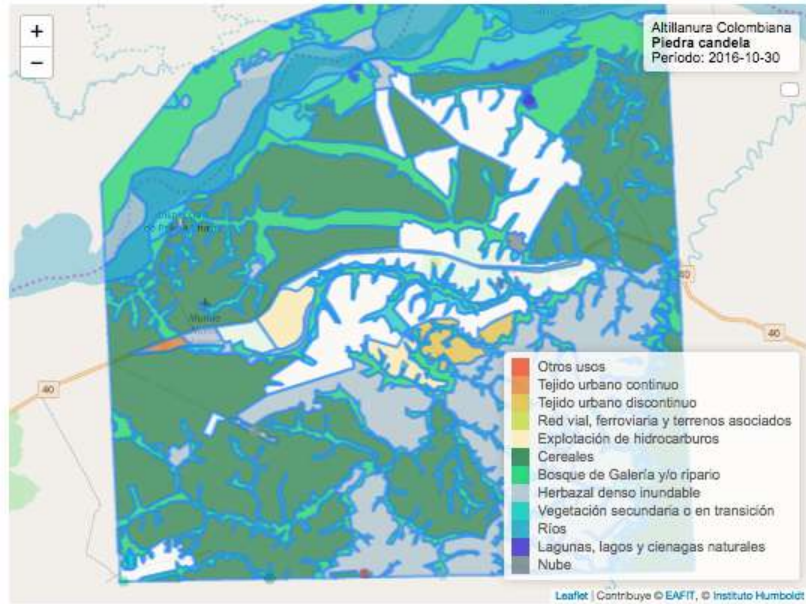 +
−
Altillanura Colombiana
Piedra candela
Período: 2016-10-30
40
40
40
Otros usos
Tejido urbano continuo
Tejido urbano discontinuo
Red vial, ferroviaria y terrenos asociados
Explotación de hidrocarburos
Cereales
Bosque de Galería y/o ripario
Herbazal denso inundable
Vegetación secundaria o en transición
Ríos
Lagunas, lagos y cienagas naturales
Nube
Leaflet | Contribuye © EAFIT, © Instituto Humboldt